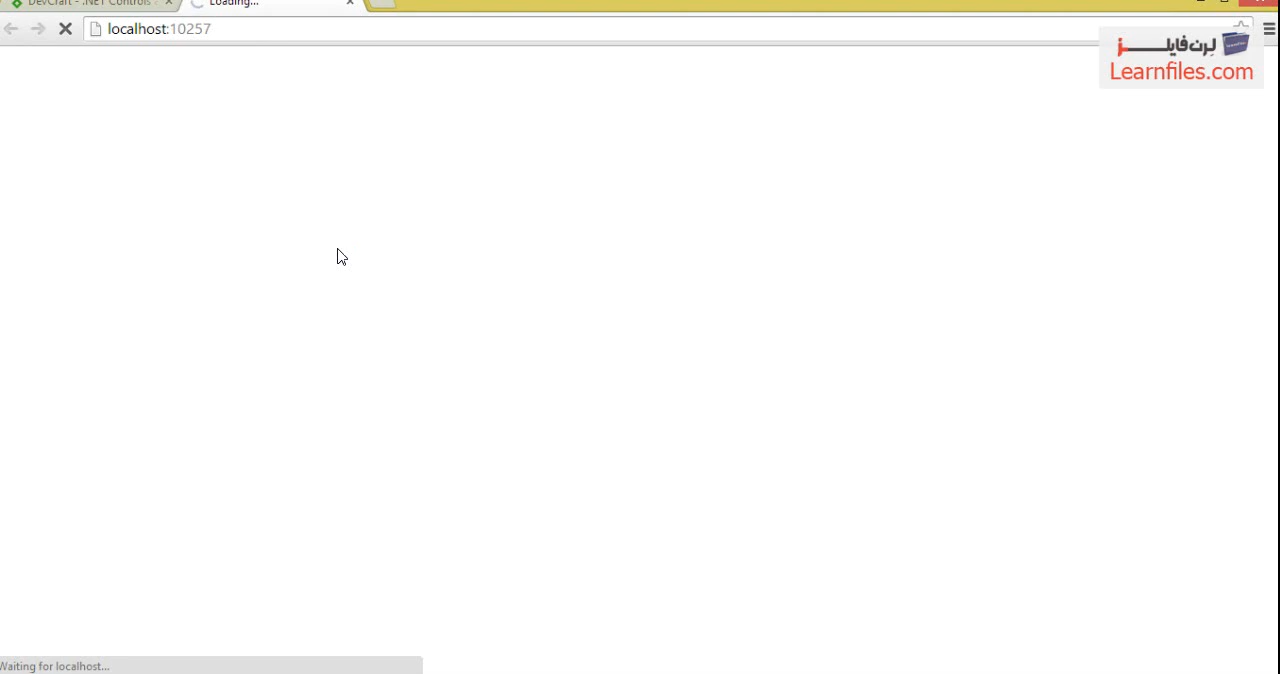 DevCraft - .NET Controls
Loading...
localhost:10257
لرن‌فایلز
Learnfiles.com
Waiting for localhost...